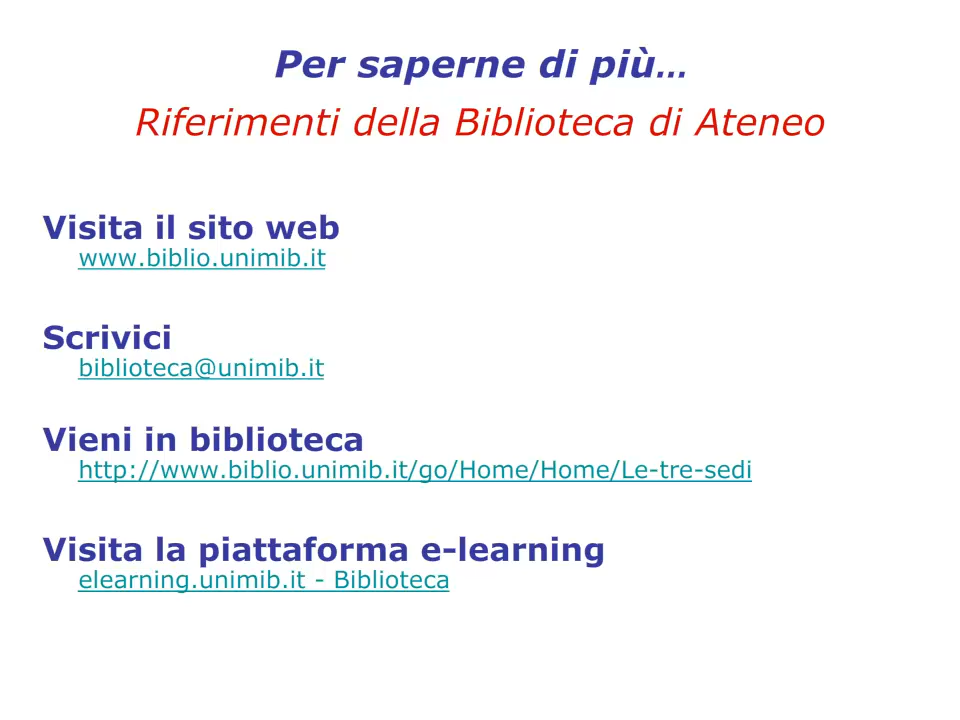 Per saperne di più…
Riferimenti della Biblioteca di Ateneo
Visita il sito web
www.biblio.unimib.it
Scrivici
biblioteca@unimib.it
Vieni in biblioteca
http://www.biblio.unimib.it/go/Home/Home/Le-tre-sedi
Visita la piattaforma e-learning
elearning.unimib.it - Biblioteca